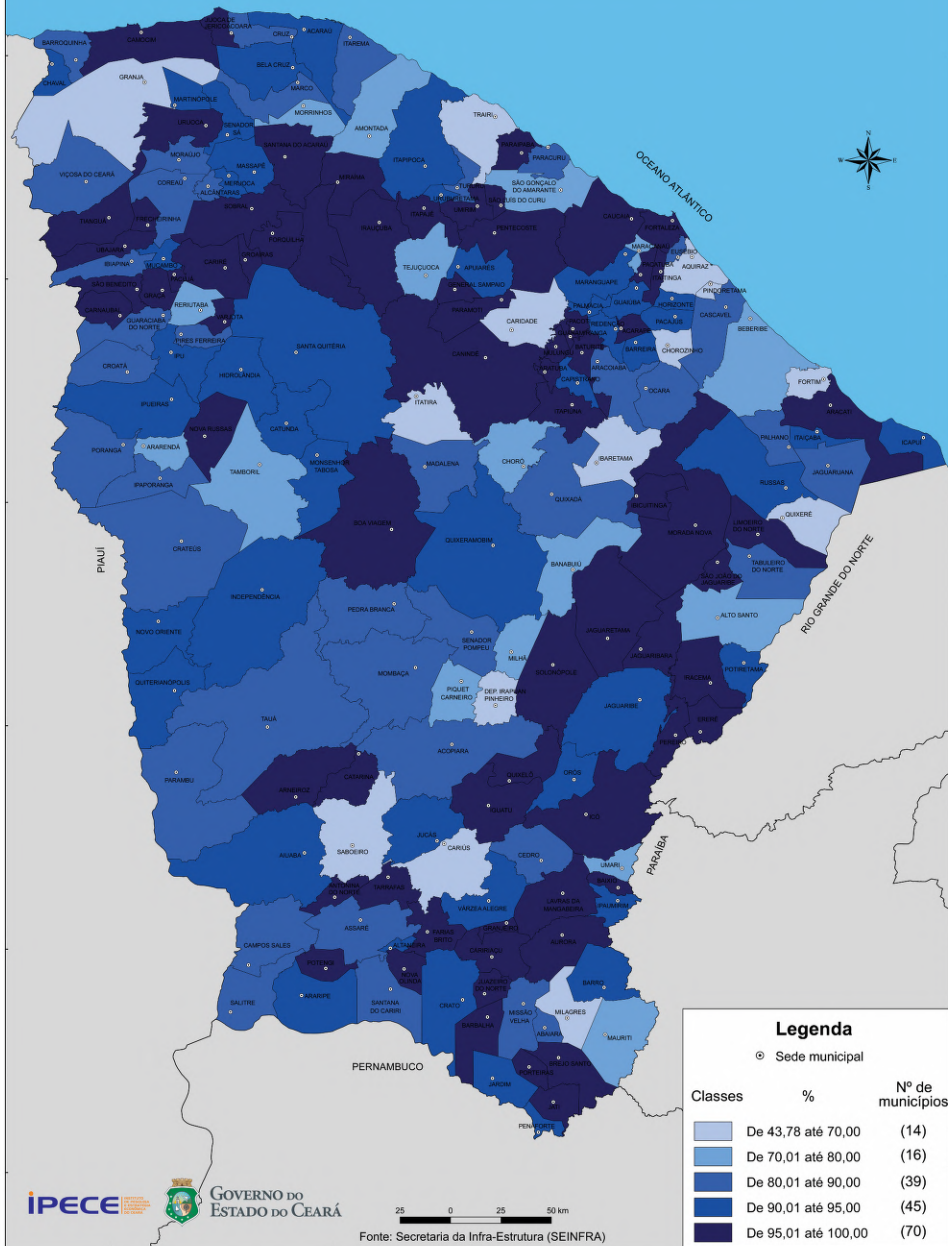 JIJOCA DE
JERICOACOARA
BARROQUINHA
CAMOCIM
CRUZ
ACARAÚ
ITAREMA
CHAVAL
GRANJA
BELA CRUZ
MARCO
MARTINÓPOLE
MORRINHOS
URUOCA
SENADOR
SÁ
AMONTADA
TRAIRI
SANTANA DO ACARAÚ
MORAÚJO
MASSAPÊ
ITAPIPOCA
PARAIPABA
PARACURU
VIÇOSA DO CEARÁ
COREAÚ
MERUOCA
ALCÂNTARAS
MIRAÍMA
SÃO GONÇALO
DO AMARANTE
SÃO LUÍS DO CURU
OCEANO ATLÂNTICO
N
W
E
S
TIANGUÁ
FRECHEIRINHA
SOBRAL
IRAUÇUBA
ITAPAJÉ
UMIRIM
PENTECOSTE
CAUCAIA
FORTALEZA
UBAJARA
IBIAPINA
MUCAMBO
CARIRÉ
FORQUILHA
GROAÍRAS
TEJUÇUOCA
APUIARÉS
GENERAL SAMPAIO
MARACANAÚ
EUSÉBIO
AQUIRAZ
MARANGUAPE
PACATUBA
ITAITINGA
PINDORETAMA
SÃO BENEDITO
GRAÇA
RERIUTABA
VARJOTA
CARNAUBAL
GUARACIABA
DO NORTE
PIRES FERREIRA
PARAMOTI
CARIDADE
PALMÁCIA
GUAIÚBA
HORIZONTE
PACAJUS
CASCAVEL
BEBERIBE
REDENÇÃO
ACARAPE
CHOROZINHO
BARREIRA
CROATÁ
IPU
HIDROLÂNDIA
SANTA QUITÉRIA
CANINDÉ
MULUNGU
BATURITÉ
ARATUBA
CAPISTRANO
ARACOIABA
OCARA
FORTIM
ARACATI
IPUEIRAS
NOVA RUSSAS
CATUNDA
ITATIRA
ITAPIÚNA
PORANGA
ARARENDÁ
IPAPORANGA
TAMBORIL
MONSENHOR
TABOSA
MADALENA
CHORÓ
IBARETAMA
PALHANO
ITAIÇABA
ICAPUÍ
JAGUARUANA
RUSSAS
QUIXADÁ
IBICUITINGA
QUIXERÉ
BOA VIAGEM
MORADA NOVA
LIMOEIRO
DO NORTE
PIAUÍ
CRATEÚS
QUIXERAMOBIM
BANABUIÚ
SÃO JOÃO DO
JAGUARIBE
TABULEIRO
DO NORTE
RIO GRANDE DO NORTE
INDEPENDÊNCIA
PEDRA BRANCA
ALTO SANTO
NOVO ORIENTE
SENADOR
POMPEU
JAGUARETAMA
MILHÃ
JAGUARIBARA
POTIRETAMA
MOMBAÇA
SOLONÓPOLE
IRACEMA
QUITERIANÓPOLIS
PIQUET
CARNEIRO
DEP. IRAPUAN
PINHEIRO
JAGUARIBE
TAUÁ
ERERÊ
PEREIRO
ACOPIARA
PARAMBÚ
CATARINA
ARNEIROZ
QUIXELÔ
ORÓS
IGUATU
ICÓ
SABOEIRO
JUCÁS
CARIÚS
AIUABA
CEDRO
UMARI
PARAÍBA
BAIXIO
IPAUMIRIM
ANTONINA
DO NORTE
TARRAFAS
VÁRZEA ALEGRE
LAVRAS DA
MANGABEIRA
ASSARÉ
FARIAS
BRITO
GRANJEIRO
AURORA
CAMPOS SALES
ALTANEIRA
CARIRIAÇU
POTENGI
NOVA
OLINDA
SALITRE
ARARIPE
SANTANA
DO CARIRI
CRATO
JUAZEIRO
DO NORTE
BARBALHA
MISSÃO
VELHA
MILAGRES
BARRO
ABAIARA
MAURITI
PERNAMBUCO
BREJO SANTO
PORTEIRAS
JARDIM
JATI
PENAFORTE
Legenda
Sede municipal
Classes % Nº de
municípios
De 43,78 até 70,00 (14)
De 70,01 até 80,00 (16)
De 80,01 até 90,00 (39)
De 90,01 até 95,00 (45)
De 95,01 até 100,00 (70)
IPECE
GOVERNO DO
ESTADO DO CEARÁ
25 0 25 50 km
Fonte: Secretaria da Infra-Estrutura (SEINFRA)